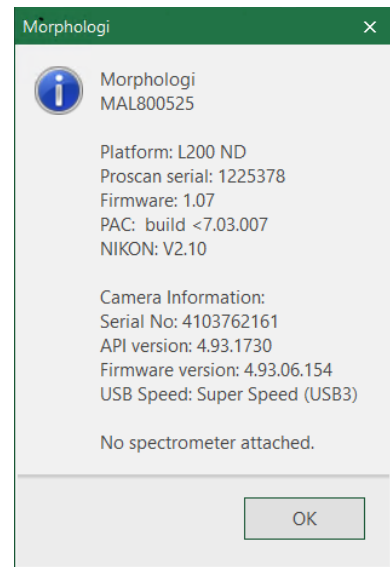 Morphologi
Morphologi
MAL800525
Platform: L200 ND
Proscan serial: 1225378
Firmware: 1.07
PAC:  build <7.03.007
NIKON: V2.10
Camera Information:
Serial No: 4103762161
API version: 4.93.1730
Firmware version: 4.93.06.154
USB Speed: Super Speed (USB3)
No spectrometer attached.
OK